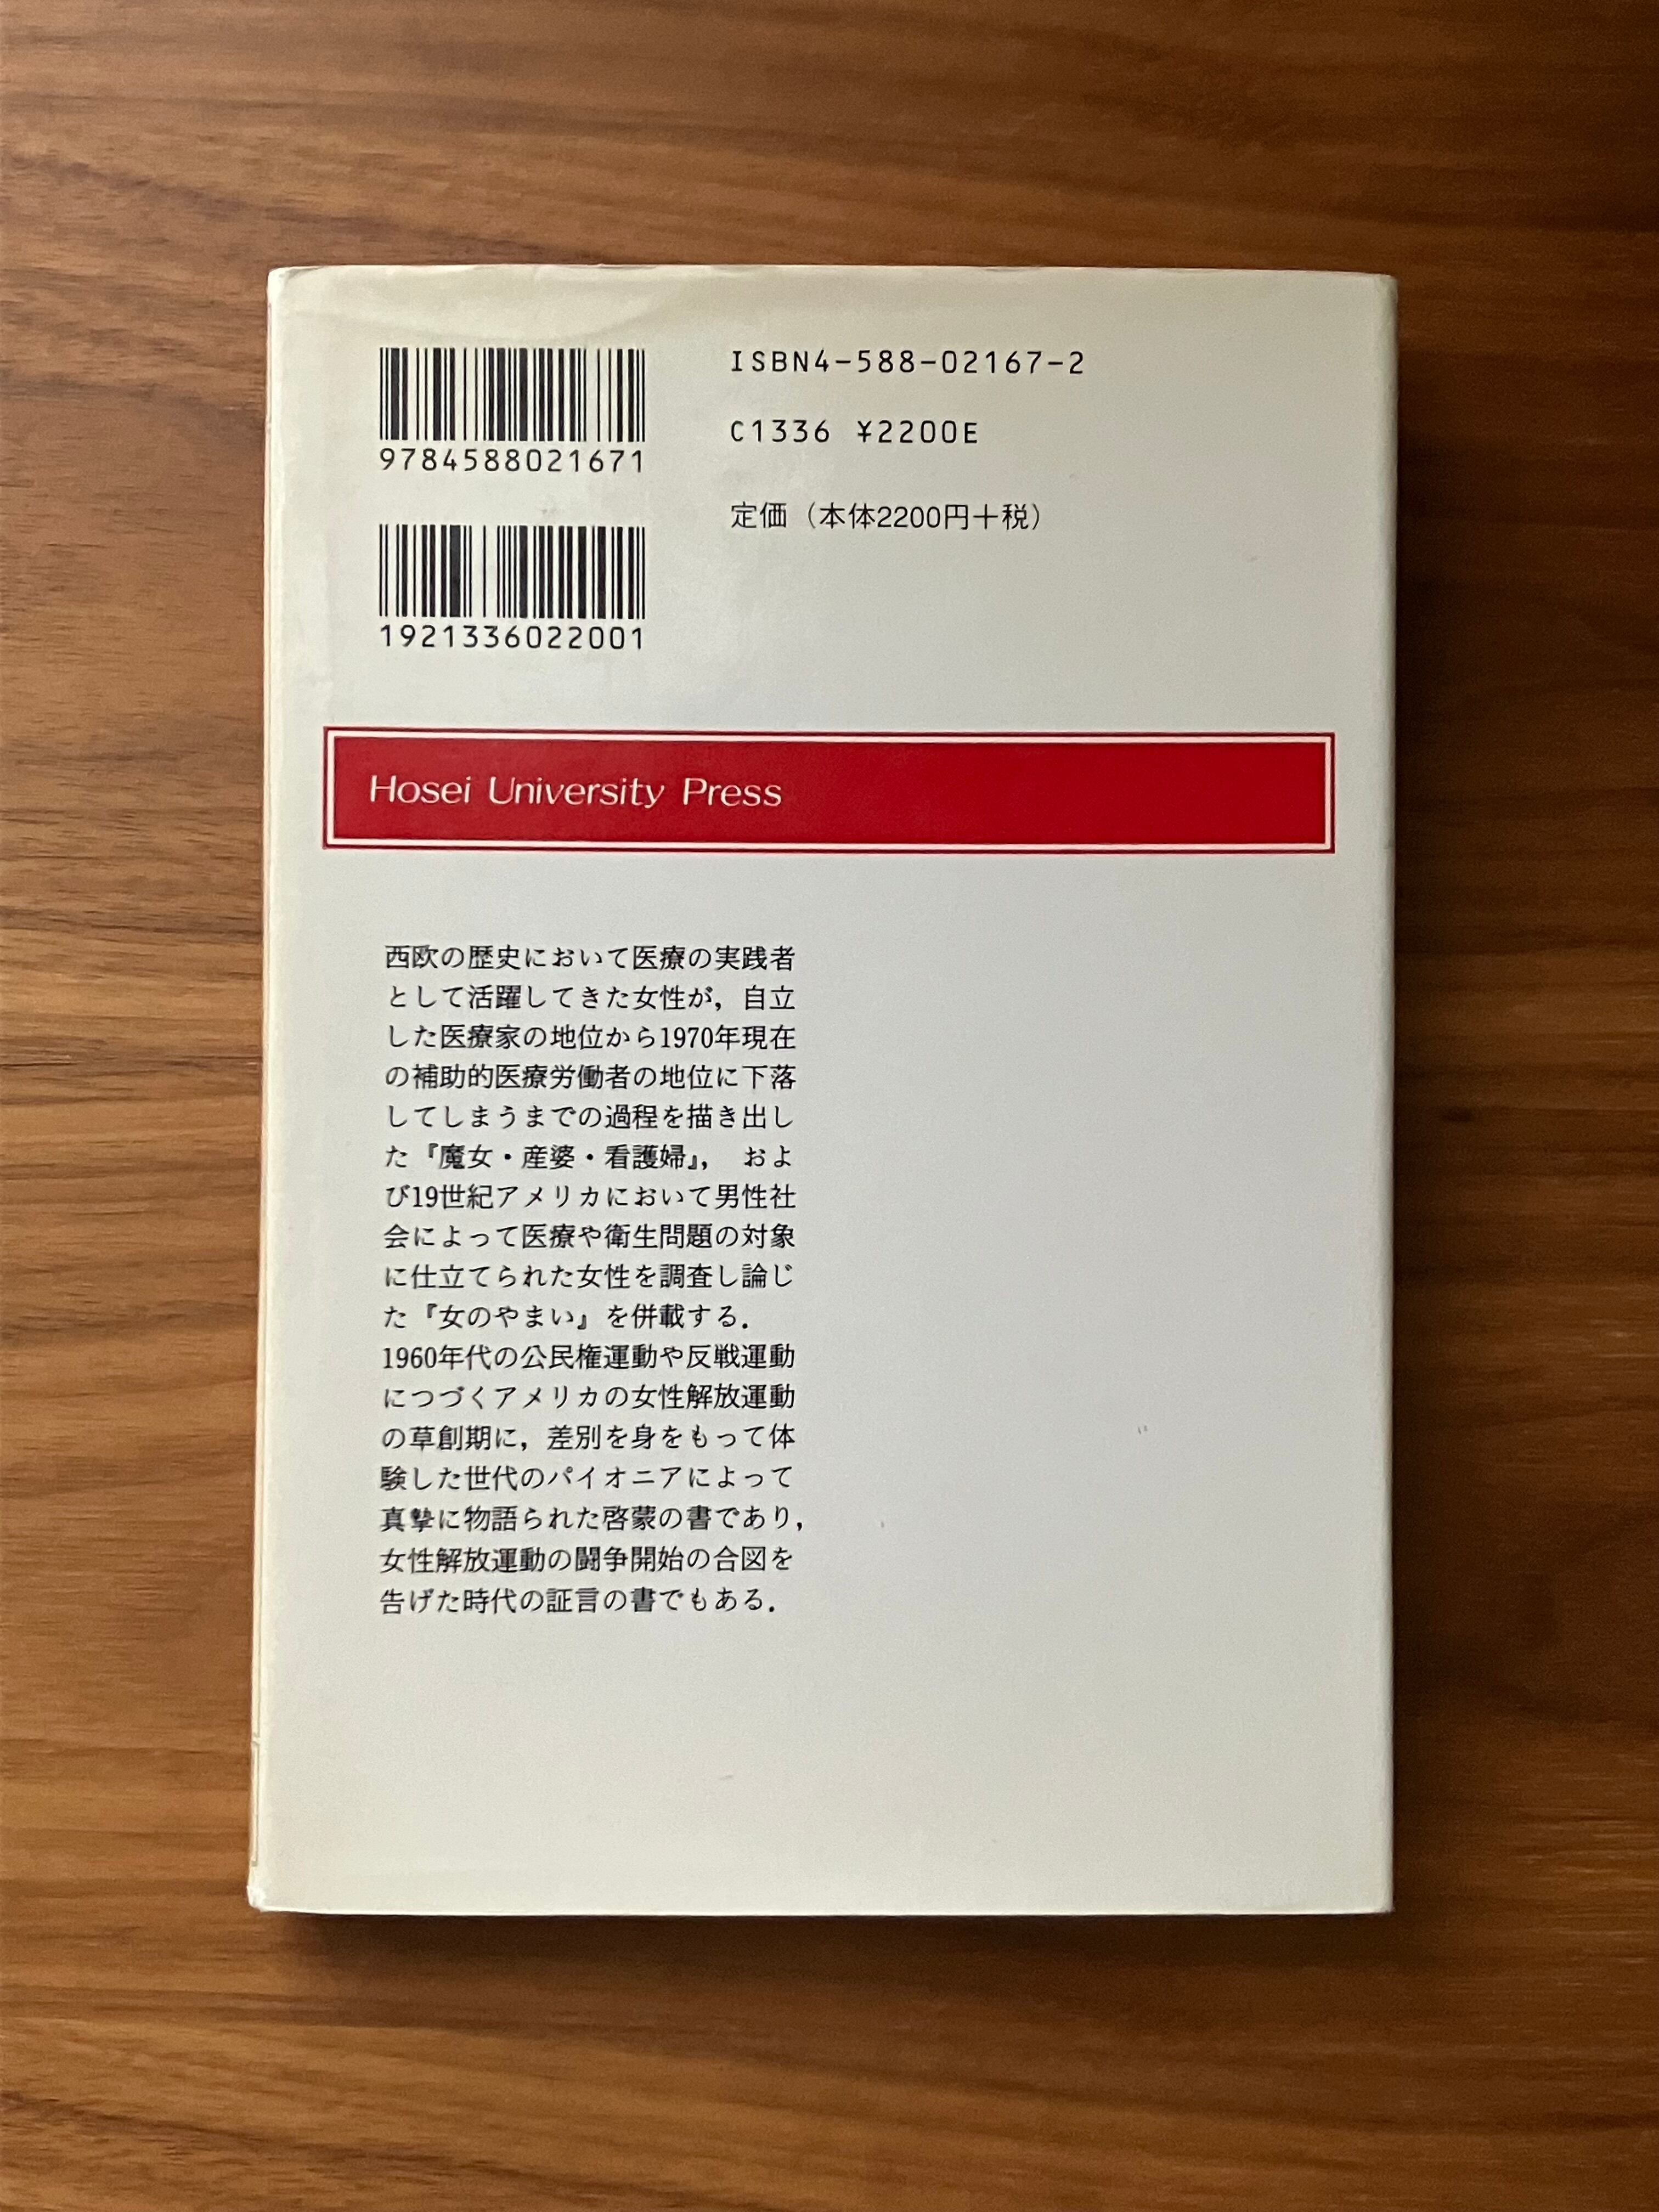 9784588021671
1921336022001
ISBN4-588-02167-2
C1336 ¥2200E
定価（本体2200円＋税）
Hosei University Press
西欧の歴史において医療の実践者
として活躍してきた女性が，自立
した医療家の地位から1970年現在
の補助的医療労働者の地位に下落
してしまうまでの過程を描き出し
た『魔女・産婆・看護婦』， およ
び19世紀アメリカにおいて男性社
会によって医療や衛生問題の対象
に仕立てられた女性を調査し論じ
た『女のやまい』を併載する．
1960年代の公民権運動や反戦運動
につづくアメリカの女性解放運動
の草創期に，差別を身をもって体
験した世代のパイオニアによって
真摯に物語られた啓蒙の書であり，
女性解放運動の闘争開始の合図を
告げた時代の証言の書でもある．